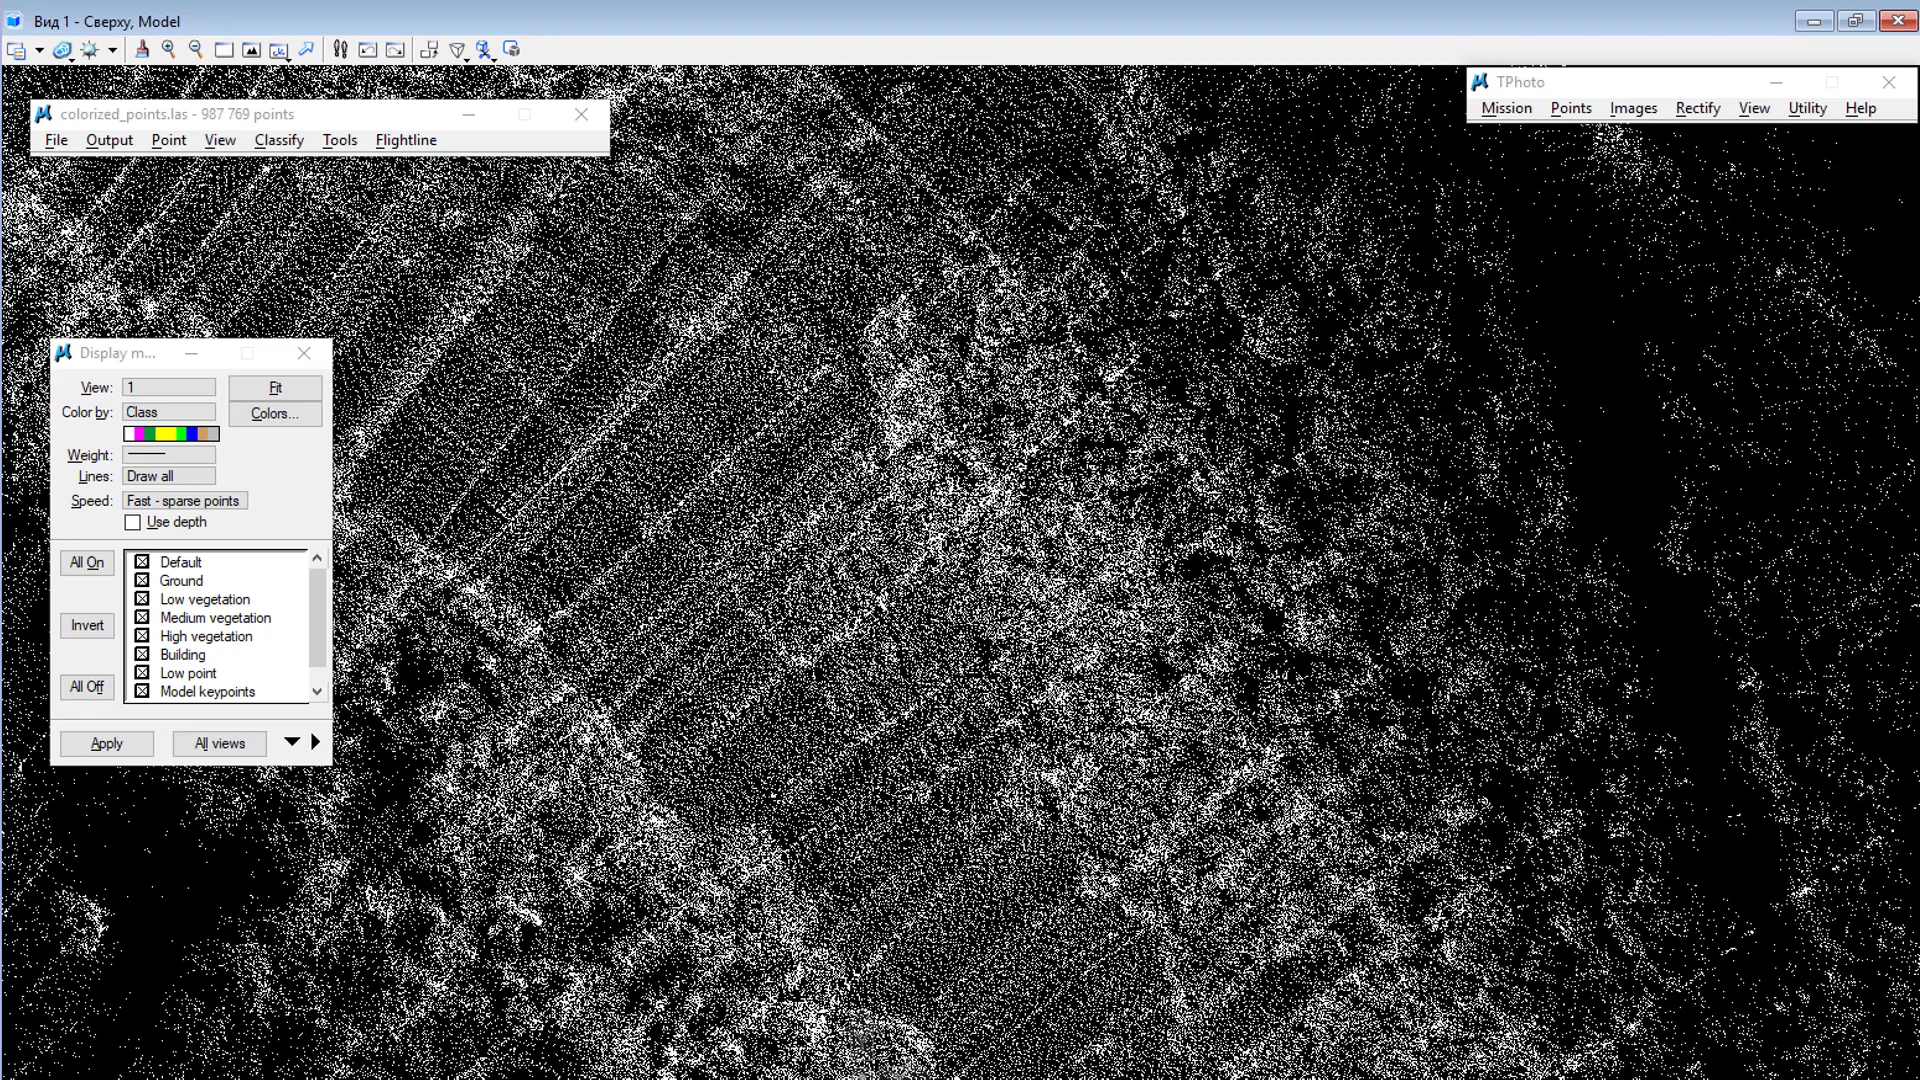 Вид 1 - Сверху, Model
TPhoto
Mission Points Images Rectify View Utility Help
colorized_points.las - 987 769 points
File Output Point View Classify Tools Flightline
Display m...
View: 1 Fit
Color by: Class Colors...
Weight:
Lines: Draw all
Speed: Fast - sparse points
Use depth
All On
Invert
All Off
Default
Ground
Low vegetation
Medium vegetation
High vegetation
Building
Low point
Model keypoints
Apply All views